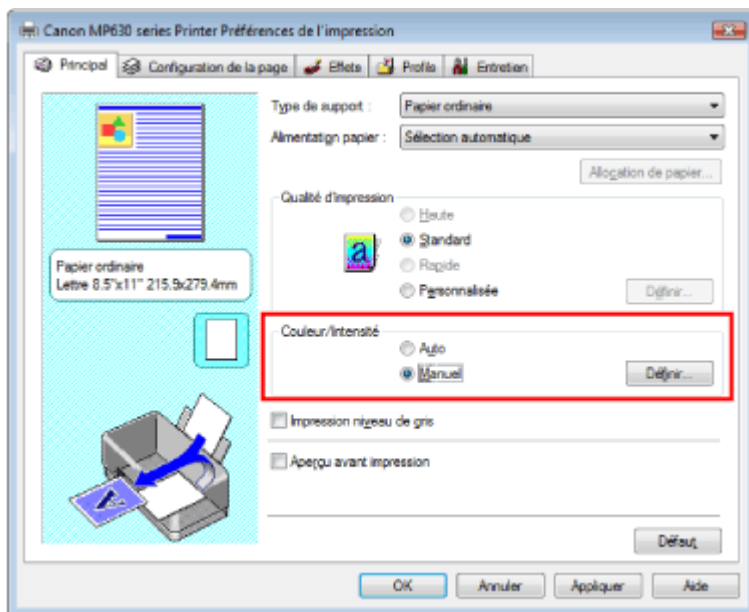 Canon MP630 series Printer Préférences de l'impression
Principal Configuration de la page Effets Profils Entretien
Type de support : Papier ordinaire
Alimentation papier : Sélection automatique
Allocation de papier...
Qualité d'impression
Haute
a Standard
Rapide
Personnalisée Définir...
Papier ordinaire
Lettre 8.5"x11" 215.9x279.4mm
Couleur/Intensité
Auto
Manuel Définir...
Impression niveau de gris
Aperçu avant impression
Défaut
OK Annuler Appliquer Aide